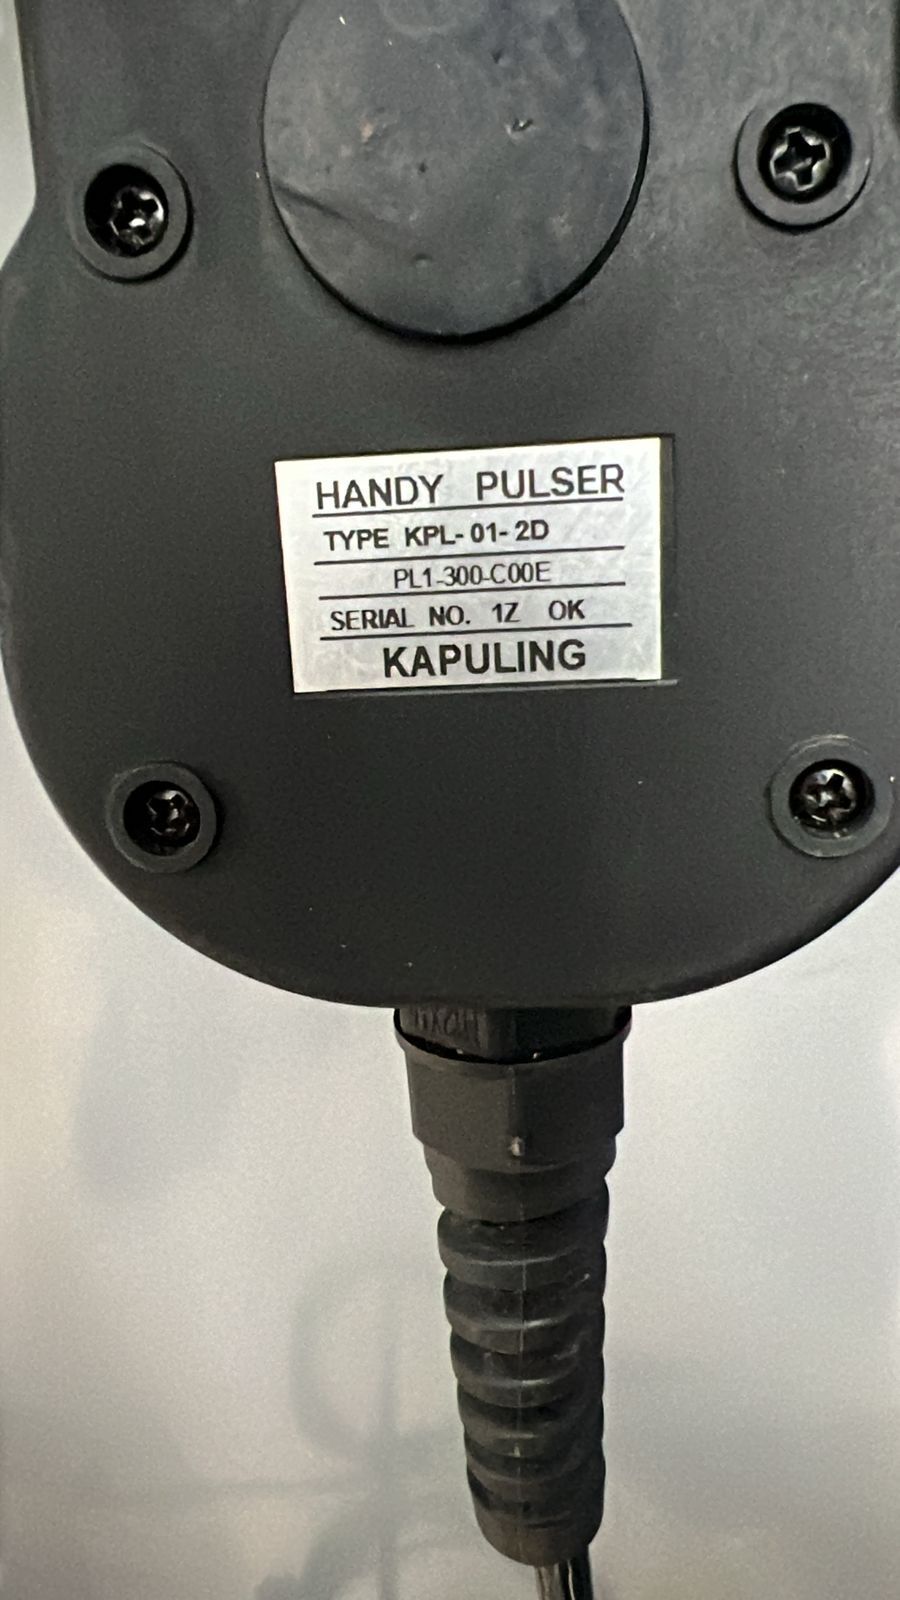 HANDY PULSER
TYPE KPL-01-2D
PL1-300-C00E
SERIAL NO. 1Z OK
KAPULING